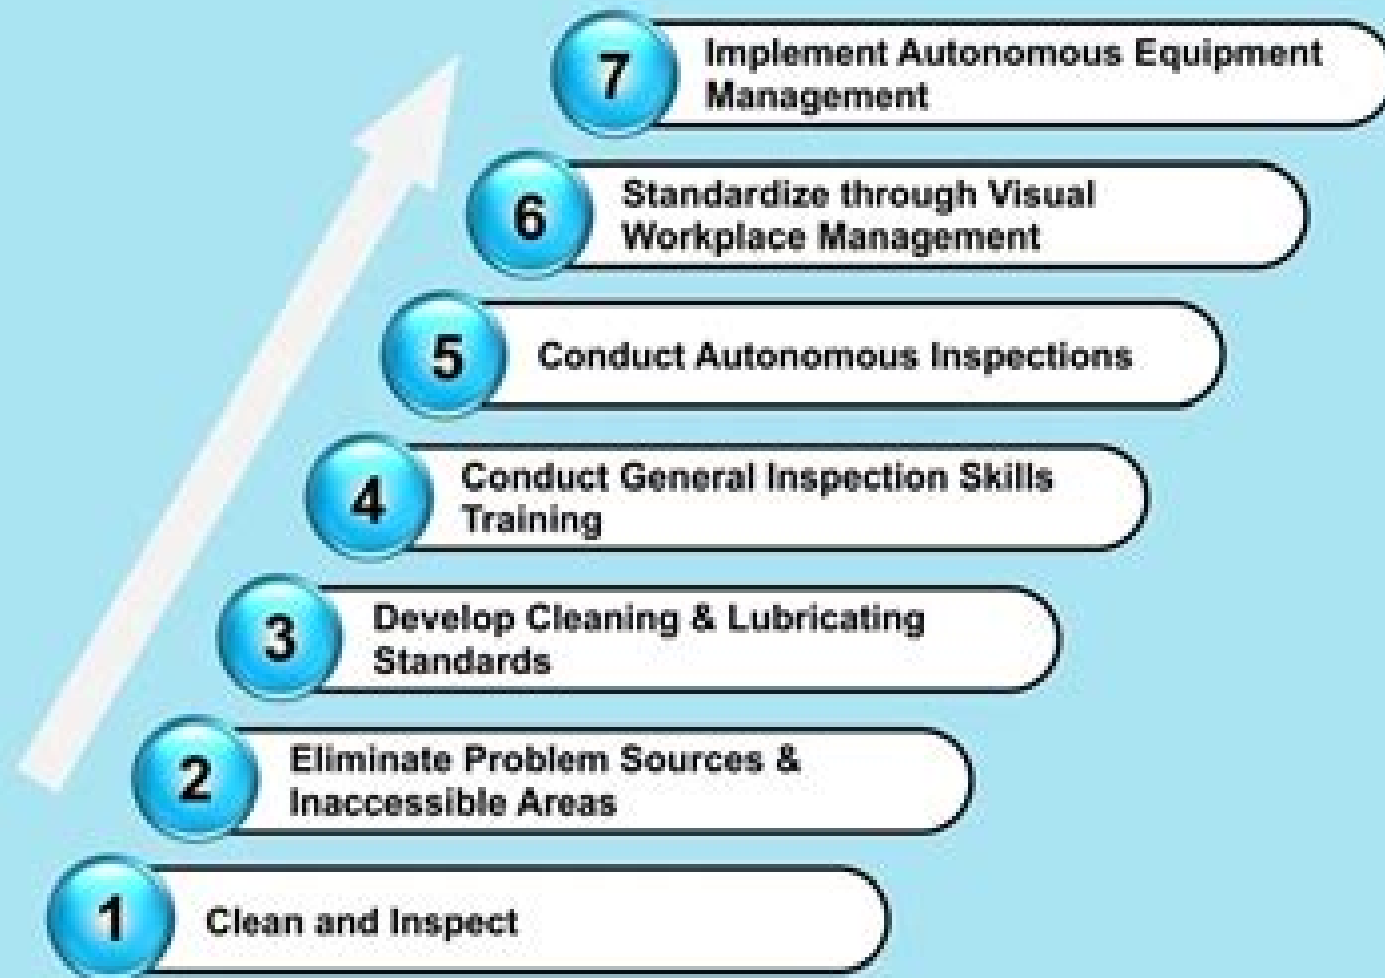 7
Implement Autonomous Equipment
Management
6
Standardize through Visual
Workplace Management
5
Conduct Autonomous Inspections
4
Conduct General Inspection Skills
Training
3
Develop Cleaning & Lubricating
Standards
2
Eliminate Problem Sources &
Inaccessible Areas
1
Clean and Inspect